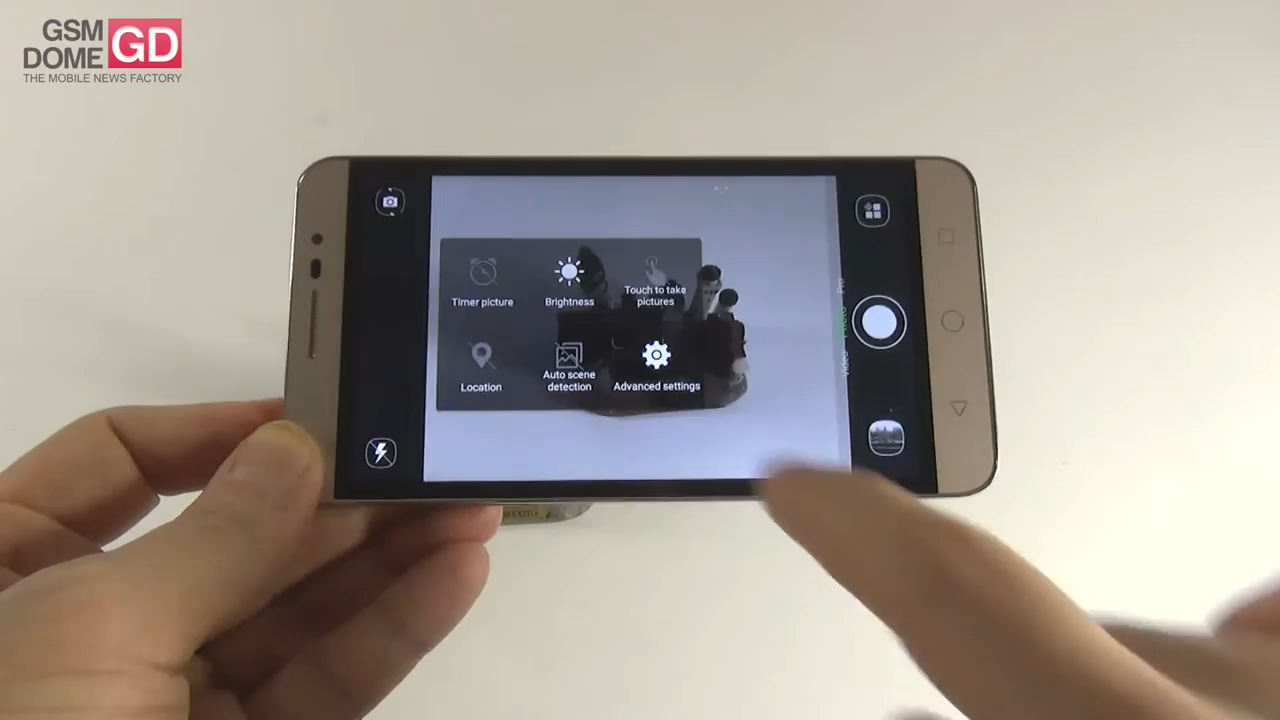 GSM
DOME GD
THE MOBILE NEWS FACTORY
Timer picture
Brightness
Touch to take
pictures
Location
Auto scene
detection
Advanced settings
Pro
Photo
Video